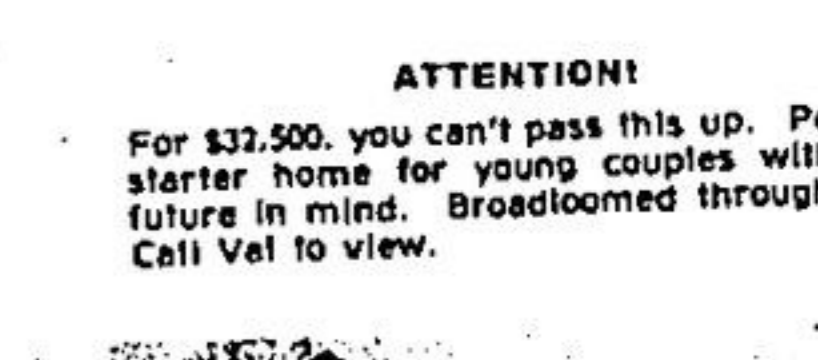 ATTENTION!
For $32,500. you can't pass this up.
starter home for young couples
future in mind. Broadloomed
Call Val to view.